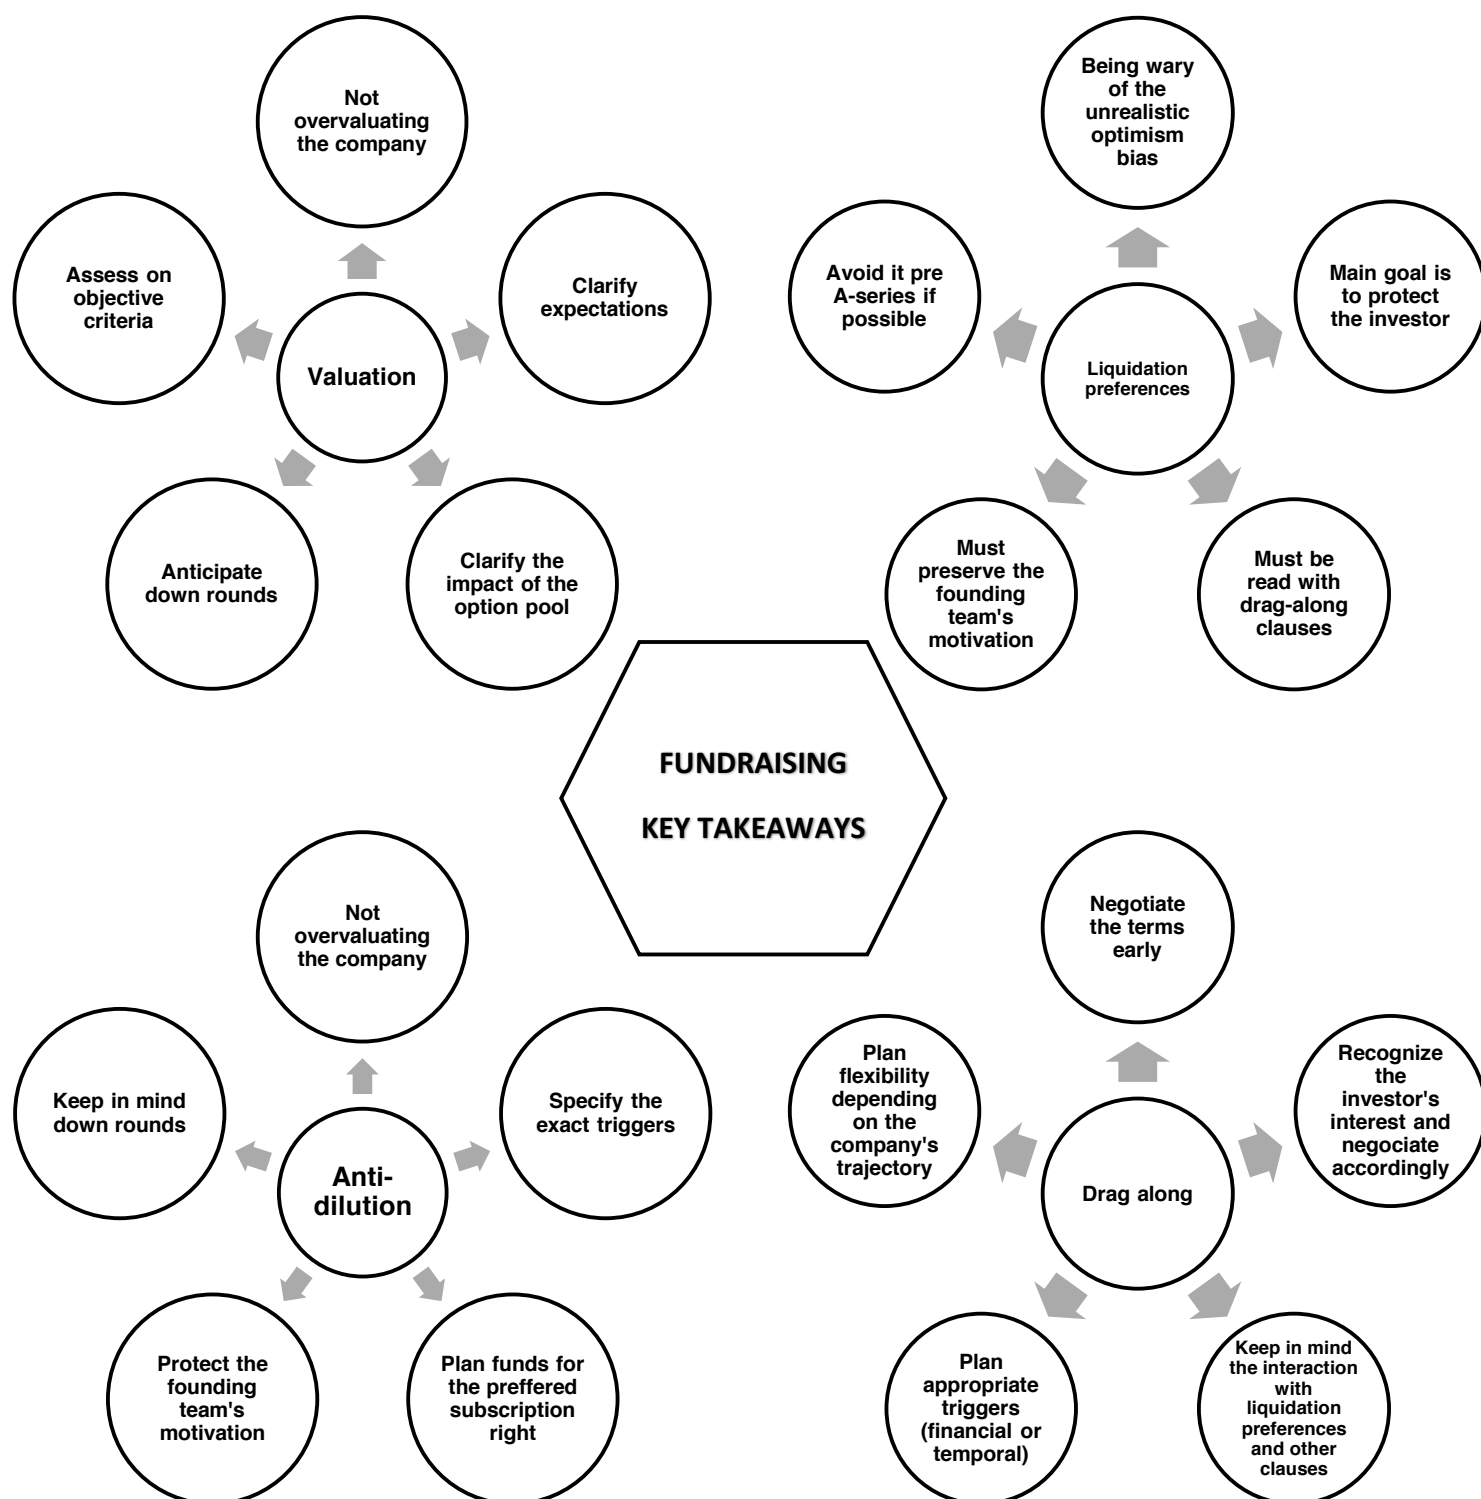 Not
overvaluating
the company
Assess on
objective
criteria
Clarify
expectations
Valuation
Anticipate
down rounds
Clarify the
impact of the
option pool
Being wary
of the
unrealistic
optimism
bias
Avoid it pre
A-series if
possible
Main goal is
to protect
the investor
Liquidation
preferences
Must
preserve the
founding
team's
motivation
Must be
read with
drag-along
clauses
FUNDRAISING
KEY TAKEAWAYS
Not
overvaluating
the company
Keep in mind
down rounds
Specify the
exact triggers
Anti-
dilution
Protect the
founding
team's
motivation
Plan funds for
the preffered
subscription
right
Negotiate
the terms
early
Plan
flexibility
depending
on the
company's
trajectory
Recognize
the
investor's
interest and
negociate
accordingly
Drag along
Plan
appropriate
triggers
(financial or
temporal)
Keep in mind
the interaction
with
liquidation
preferences
and other
clauses